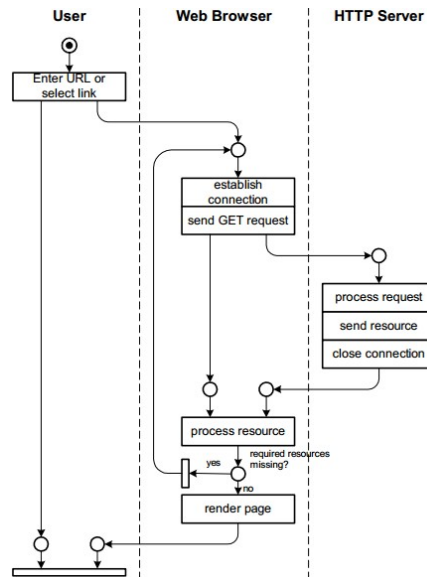 User
Web Browser
HTTP Server
Enter URL or
select link
establish
connection
send GET request
process request
send resource
close connection
process resource
required resources
missing?
yes
no
render page